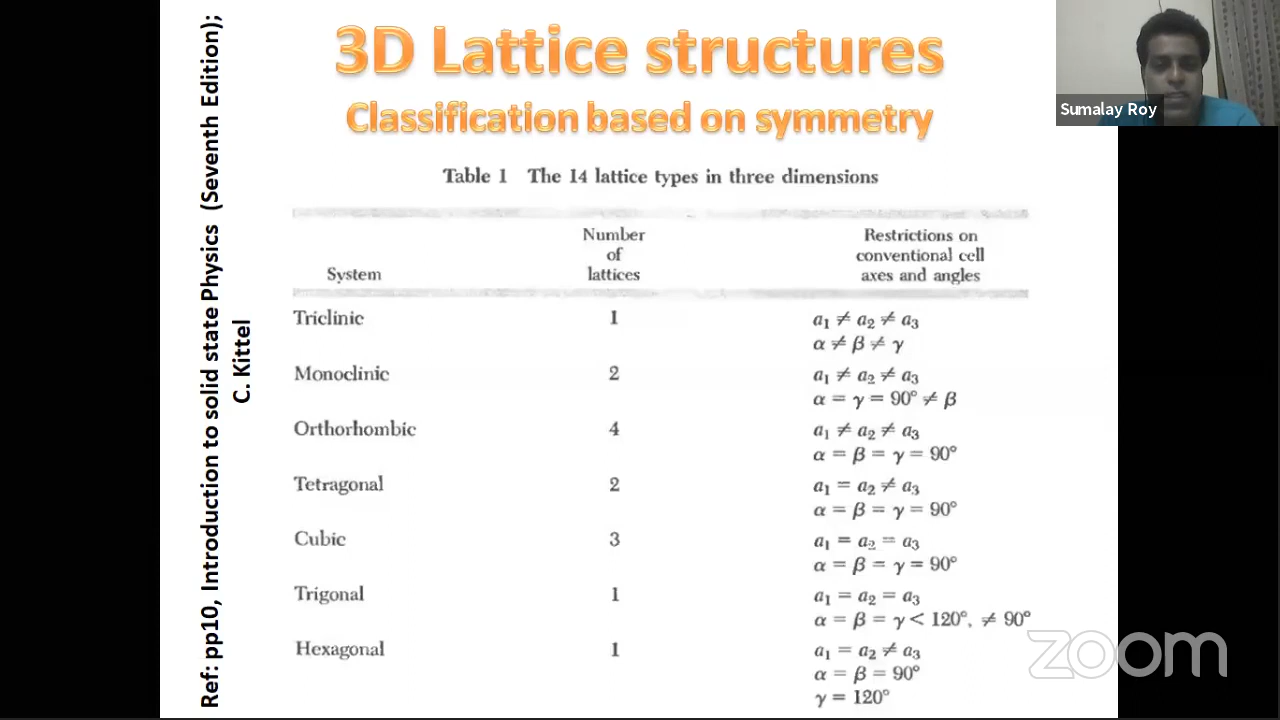 3D Lattice structures
Classification based on symmetry
Sumalay Roy
Ref: pp10, Introduction to solid state Physics (Seventh Edition);
C. Kittel
Table 1 The 14 lattice types in three dimensions
System
Number
of
lattices
Restrictions on
conventional cell
axes and angles
Triclinic 1 a₁ ≠ a₂ ≠ a₃
α ≠ β ≠ γ
Monoclinic 2 a₁ ≠ a₂ ≠ a₃
α = γ = 90° ≠ β
Orthorhombic 4 a₁ ≠ a₂ ≠ a₃
α = β = γ = 90°
Tetragonal 2 a₁ = a₂ ≠ a₃
α = β = γ = 90°
Cubic 3 a₁ = a₂ = a₃
α = β = γ = 90°
Trigonal 1 a₁ = a₂ = a₃
α = β = γ < 120°, ≠ 90°
Hexagonal 1 a₁ = a₂ ≠ a₃
α = β = 90°
γ = 120°
zoom